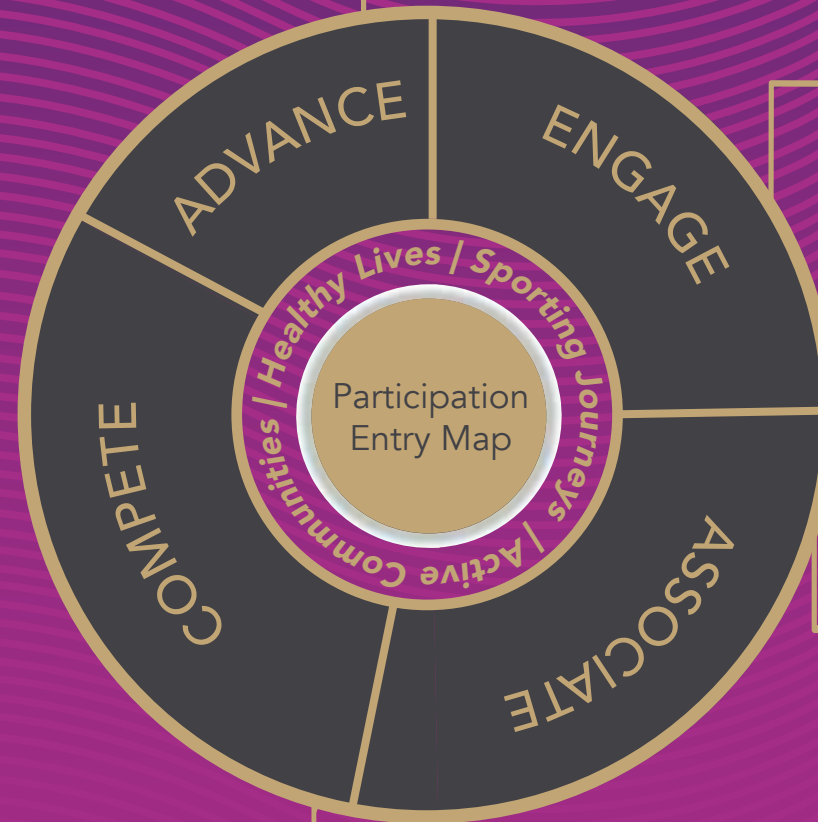 ADVANCE
ENGAGE
ASSOCIATE
COMPETE
Healthy Lives | Sporting Journeys | Active Communities |
Participation
Entry Map